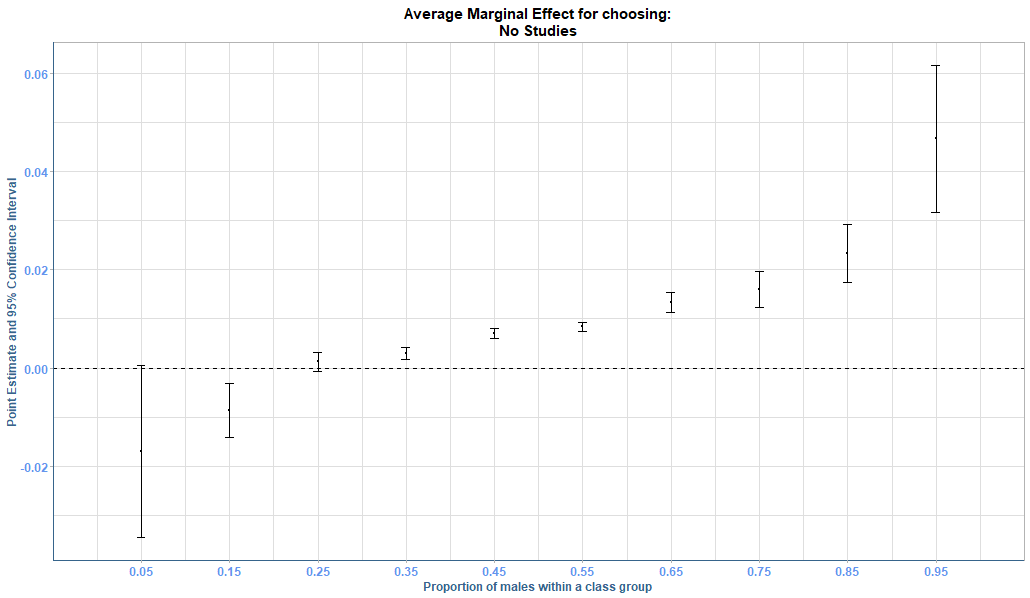 Average Marginal Effect for choosing:
No Studies
Point Estimate and 95% Confidence Interval
0.06
0.04
0.02
0.00
-0.02
0.05 0.15 0.25 0.35 0.45 0.55 0.65 0.75 0.85 0.95
Proportion of males within a class group